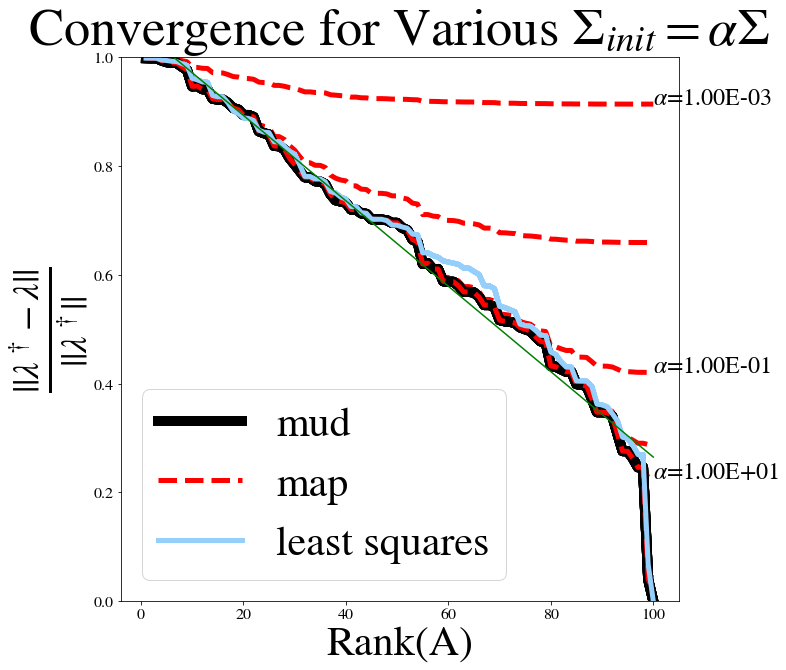 Convergence for Various Σ_init = αΣ
1.0
0.8
0.6
0.4
0.2
0.0
||λ† − λ||
||λ†||
α=1.00E-03
α=1.00E-01
α=1.00E+01
mud
map
least squares
0 20 40 60 80 100
Rank(A)